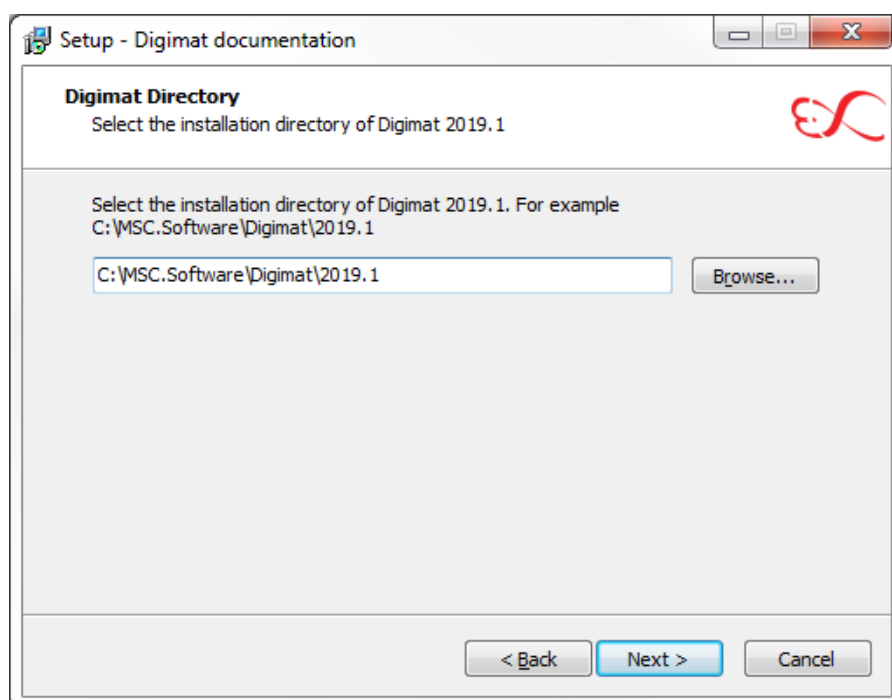 Setup - Digimat documentation
Digimat Directory
Select the installation directory of Digimat 2019.1
Select the installation directory of Digimat 2019.1. For example
C:\MSC.Software\Digimat\2019.1
C:\MSC.Software\Digimat\2019.1
Browse...
< Back
Next >
Cancel